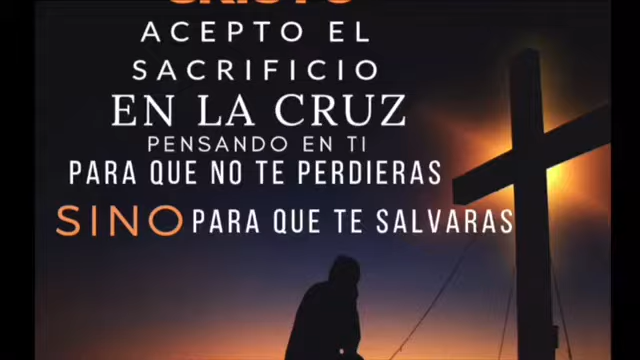 CRISTO
ACEPTO EL
SACRIFICIO
EN LA CRUZ
PENSANDO EN TI
PARA QUE NO TE PERDIERAS
SINO PARA QUE TE SALVARAS